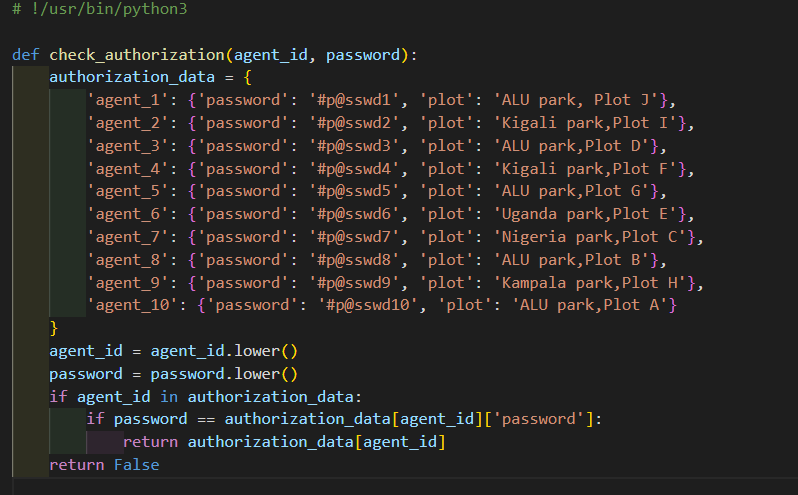 # !/usr/bin/python3
def check_authorization(agent_id, password):
    authorization_data = {
        'agent_1': {'password': '#p@sswd1', 'plot': 'ALU park, Plot J'},
        'agent_2': {'password': '#p@sswd2', 'plot': 'Kigali park,Plot I'},
        'agent_3': {'password': '#p@sswd3', 'plot': 'ALU park,Plot D'},
        'agent_4': {'password': '#p@sswd4', 'plot': 'Kigali park,Plot F'},
        'agent_5': {'password': '#p@sswd5', 'plot': 'ALU park,Plot G'},
        'agent_6': {'password': '#p@sswd6', 'plot': 'Uganda park,Plot E'},
        'agent_7': {'password': '#p@sswd7', 'plot': 'Nigeria park,Plot C'},
        'agent_8': {'password': '#p@sswd8', 'plot': 'ALU park,Plot B'},
        'agent_9': {'password': '#p@sswd9', 'plot': 'Kampala park,Plot H'},
        'agent_10': {'password': '#p@sswd10', 'plot': 'ALU park,Plot A'}
    }
    agent_id = agent_id.lower()
    password = password.lower()
    if agent_id in authorization_data:
        if password == authorization_data[agent_id]['password']:
            return authorization_data[agent_id]
    return False